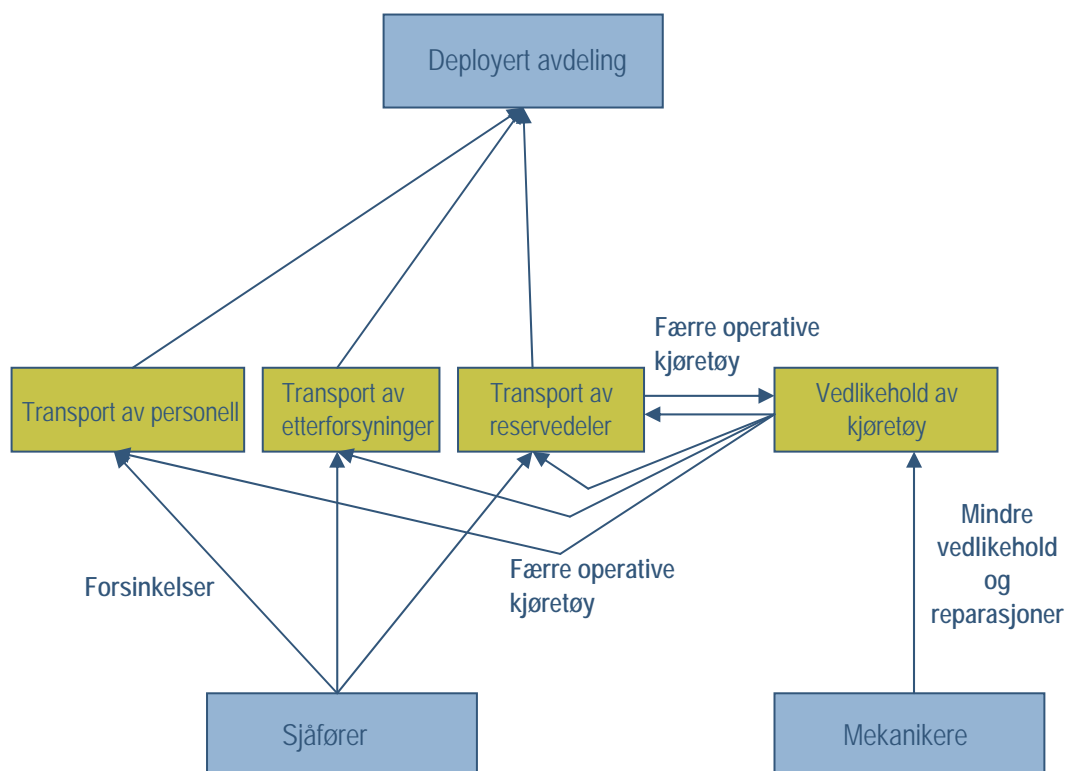 Deployert avdeling
Færre operative
kjøretøy
Transport av personell
Transport av
etterforsyninger
Transport av
reservedeler
Vedlikehold av
kjøretøy
Mindre
vedlikehold
og
reparasjoner
Færre operative
kjøretøy
Forsinkelser
Sjåfører
Mekanikere